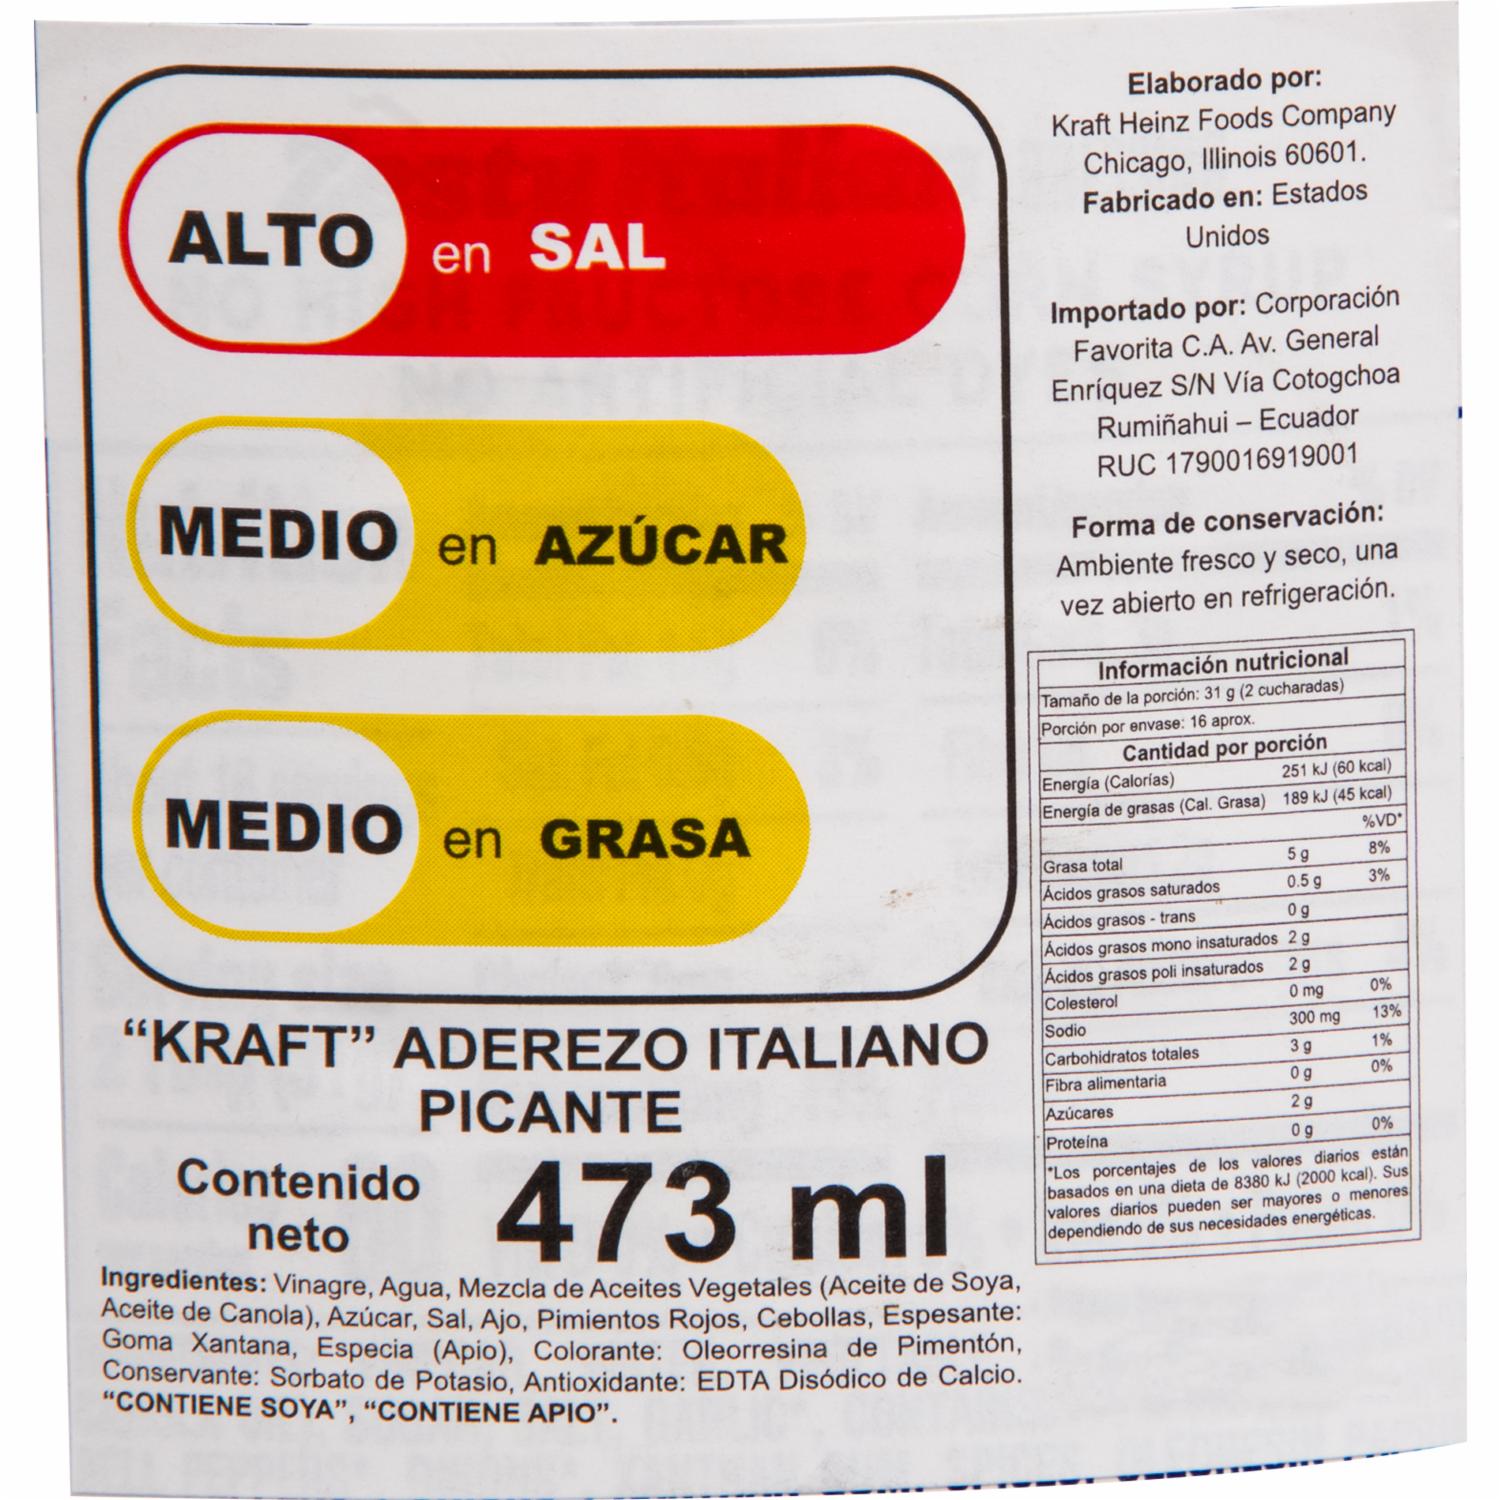 ALTO en SAL
MEDIO en AZÚCAR
MEDIO en GRASA
“KRAFT” ADEREZO ITALIANO
PICANTE
Contenido
neto
473 ml
Ingredientes: Vinagre, Agua, Mezcla de Aceites Vegetales (Aceite de Soya,
Aceite de Canola), Azúcar, Sal, Ajo, Pimientos Rojos, Cebollas, Espesante:
Goma Xantana, Especia (Apio), Colorante: Oleorresina de Pimentón,
Conservante: Sorbato de Potasio, Antioxidante: EDTA Disódico de Calcio.
“CONTIENE SOYA”, “CONTIENE APIO”.
Elaborado por:
Kraft Heinz Foods Company
Chicago, Illinois 60601.
Fabricado en: Estados
Unidos
Importado por: Corporación
Favorita C.A. Av. General
Enríquez S/N Vía Cotogchoa
Rumiñahui – Ecuador
RUC 1790016919001
Forma de conservación:
Ambiente fresco y seco, una
vez abierto en refrigeración.
Información nutricional
Tamaño de la porción: 31 g (2 cucharadas)
Porción por envase: 16 aprox.
Cantidad por porción
Energía (Calorías) 251 kJ (60 kcal)
Energía de grasas (Cal. Grasa) 189 kJ (45 kcal)
%VD*
Grasa total 5 g 8%
Ácidos grasos saturados 0.5 g 3%
Ácidos grasos - trans 0 g
Ácidos grasos mono insaturados 2 g
Ácidos grasos poli insaturados 2 g
Colesterol 0 mg 0%
Sodio 300 mg 13%
Carbohidratos totales 3 g 1%
Fibra alimentaria 0 g 0%
Azúcares 2 g
Proteína 0 g 0%
*Los porcentajes de los valores diarios están
basados en una dieta de 8380 kJ (2000 kcal). Sus
valores diarios pueden ser mayores o menores
dependiendo de sus necesidades energéticas.